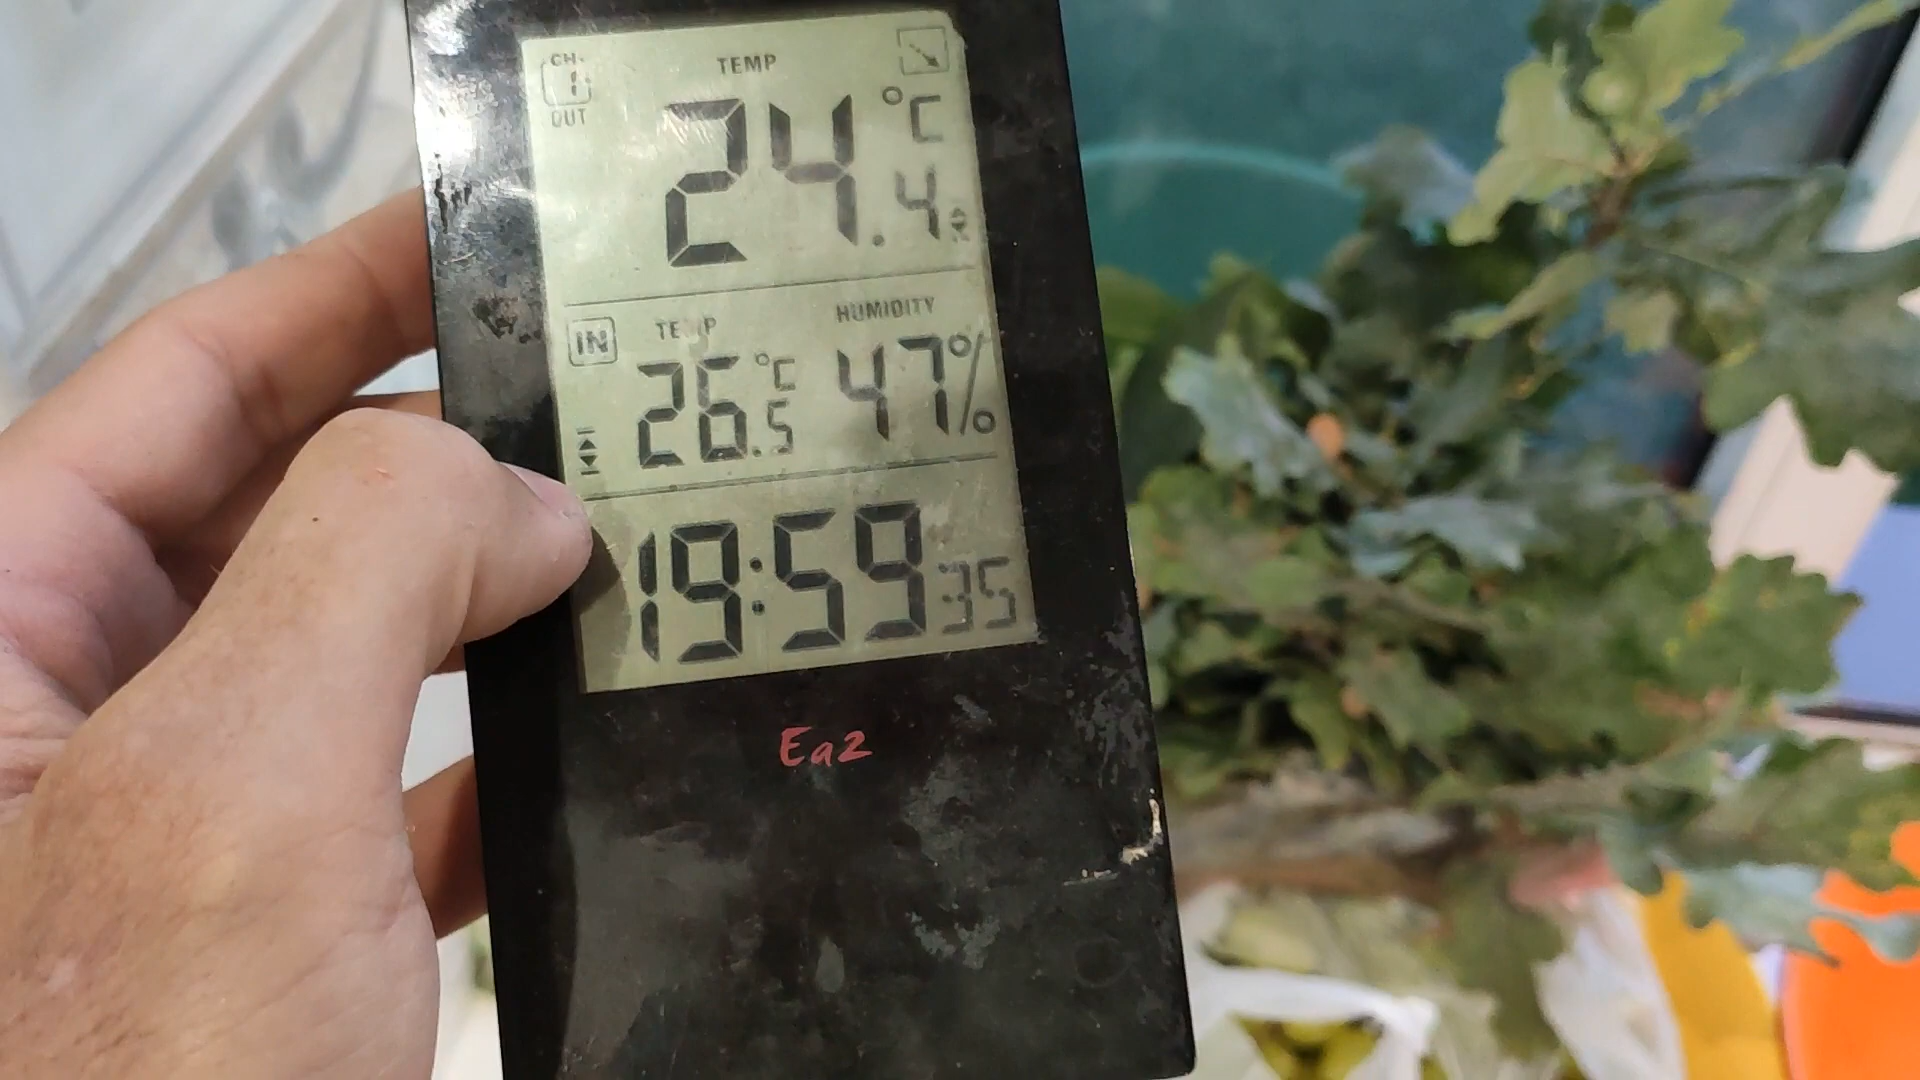 CH.
1
OUT
TEMP
24.4 °C
IN
TEMP
26.5 °C
HUMIDITY
47%
19:59 35
Ea2